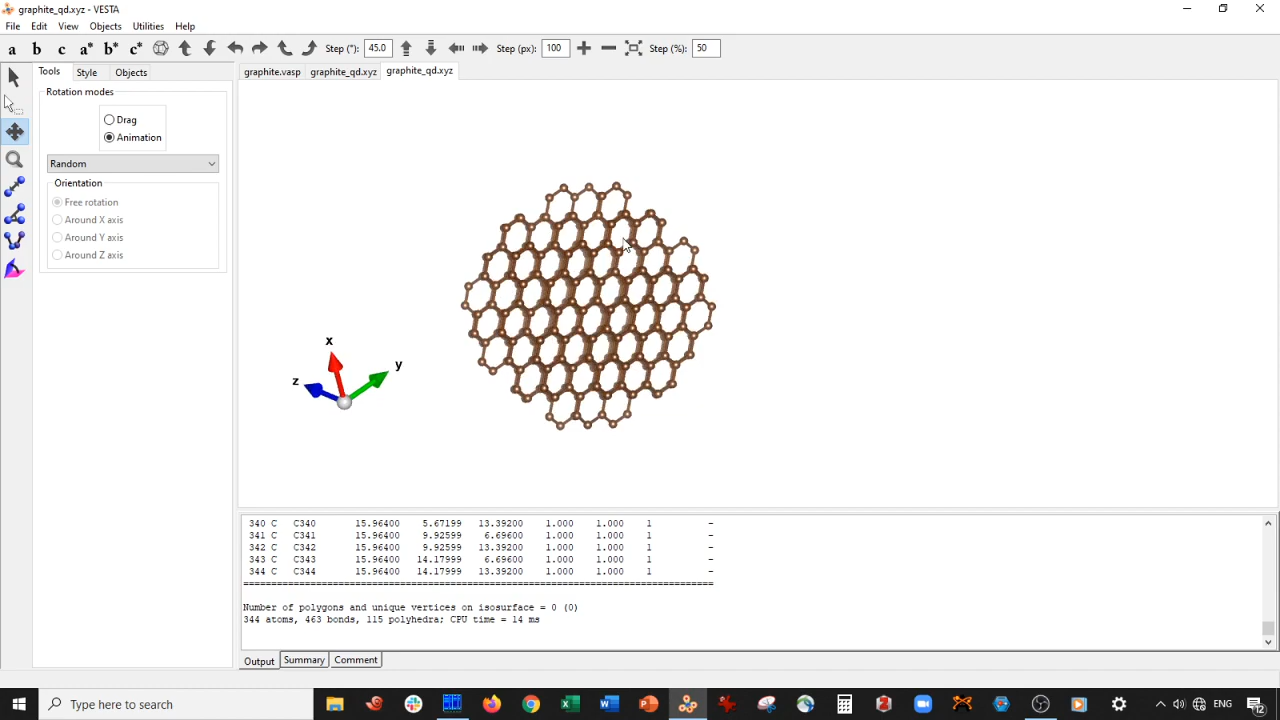 graphite_qd.xyz - VESTA
File Edit View Objects Utilities Help
a b c a* b* c* Step (°): 45.0 Step (px): 100 Step (%): 50
Tools Style Objects
graphite.vasp graphite_qd.xyz graphite_qd.xyz
Rotation modes
Drag
Animation
Random
Orientation
Free rotation
Around X axis
Around Y axis
Around Z axis
x
y
z
340 C C340 15.96400 5.67199 13.39200 1.000 1.000 1 -
341 C C341 15.96400 9.92599 6.69600 1.000 1.000 1 -
342 C C342 15.96400 9.92599 13.39200 1.000 1.000 1 -
343 C C343 15.96400 14.17999 6.69600 1.000 1.000 1 -
344 C C344 15.96400 14.17999 13.39200 1.000 1.000 1 -
================================================================================
Number of polygons and unique vertices on isosurface = 0 (0)
344 atoms, 463 bonds, 115 polyhedra; CPU time = 14 ms
Output Summary Comment
Type here to search
ENG
12